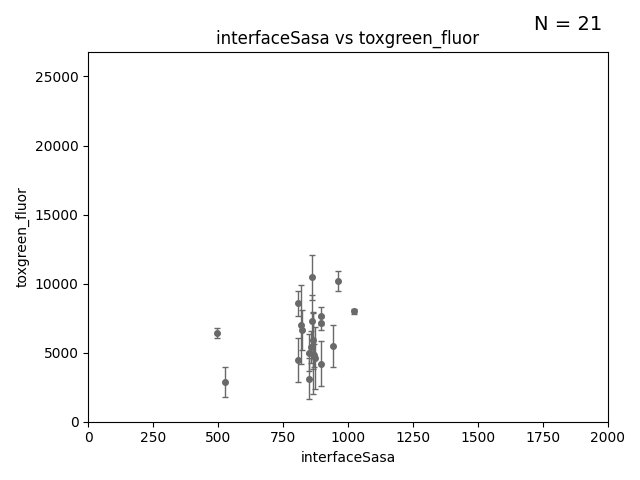 N = 21
interfaceSasa vs toxgreen_fluor
25000
20000
15000
10000
5000
0
toxgreen_fluor
0 250 500 750 1000 1250 1500 1750 2000
interfaceSasa